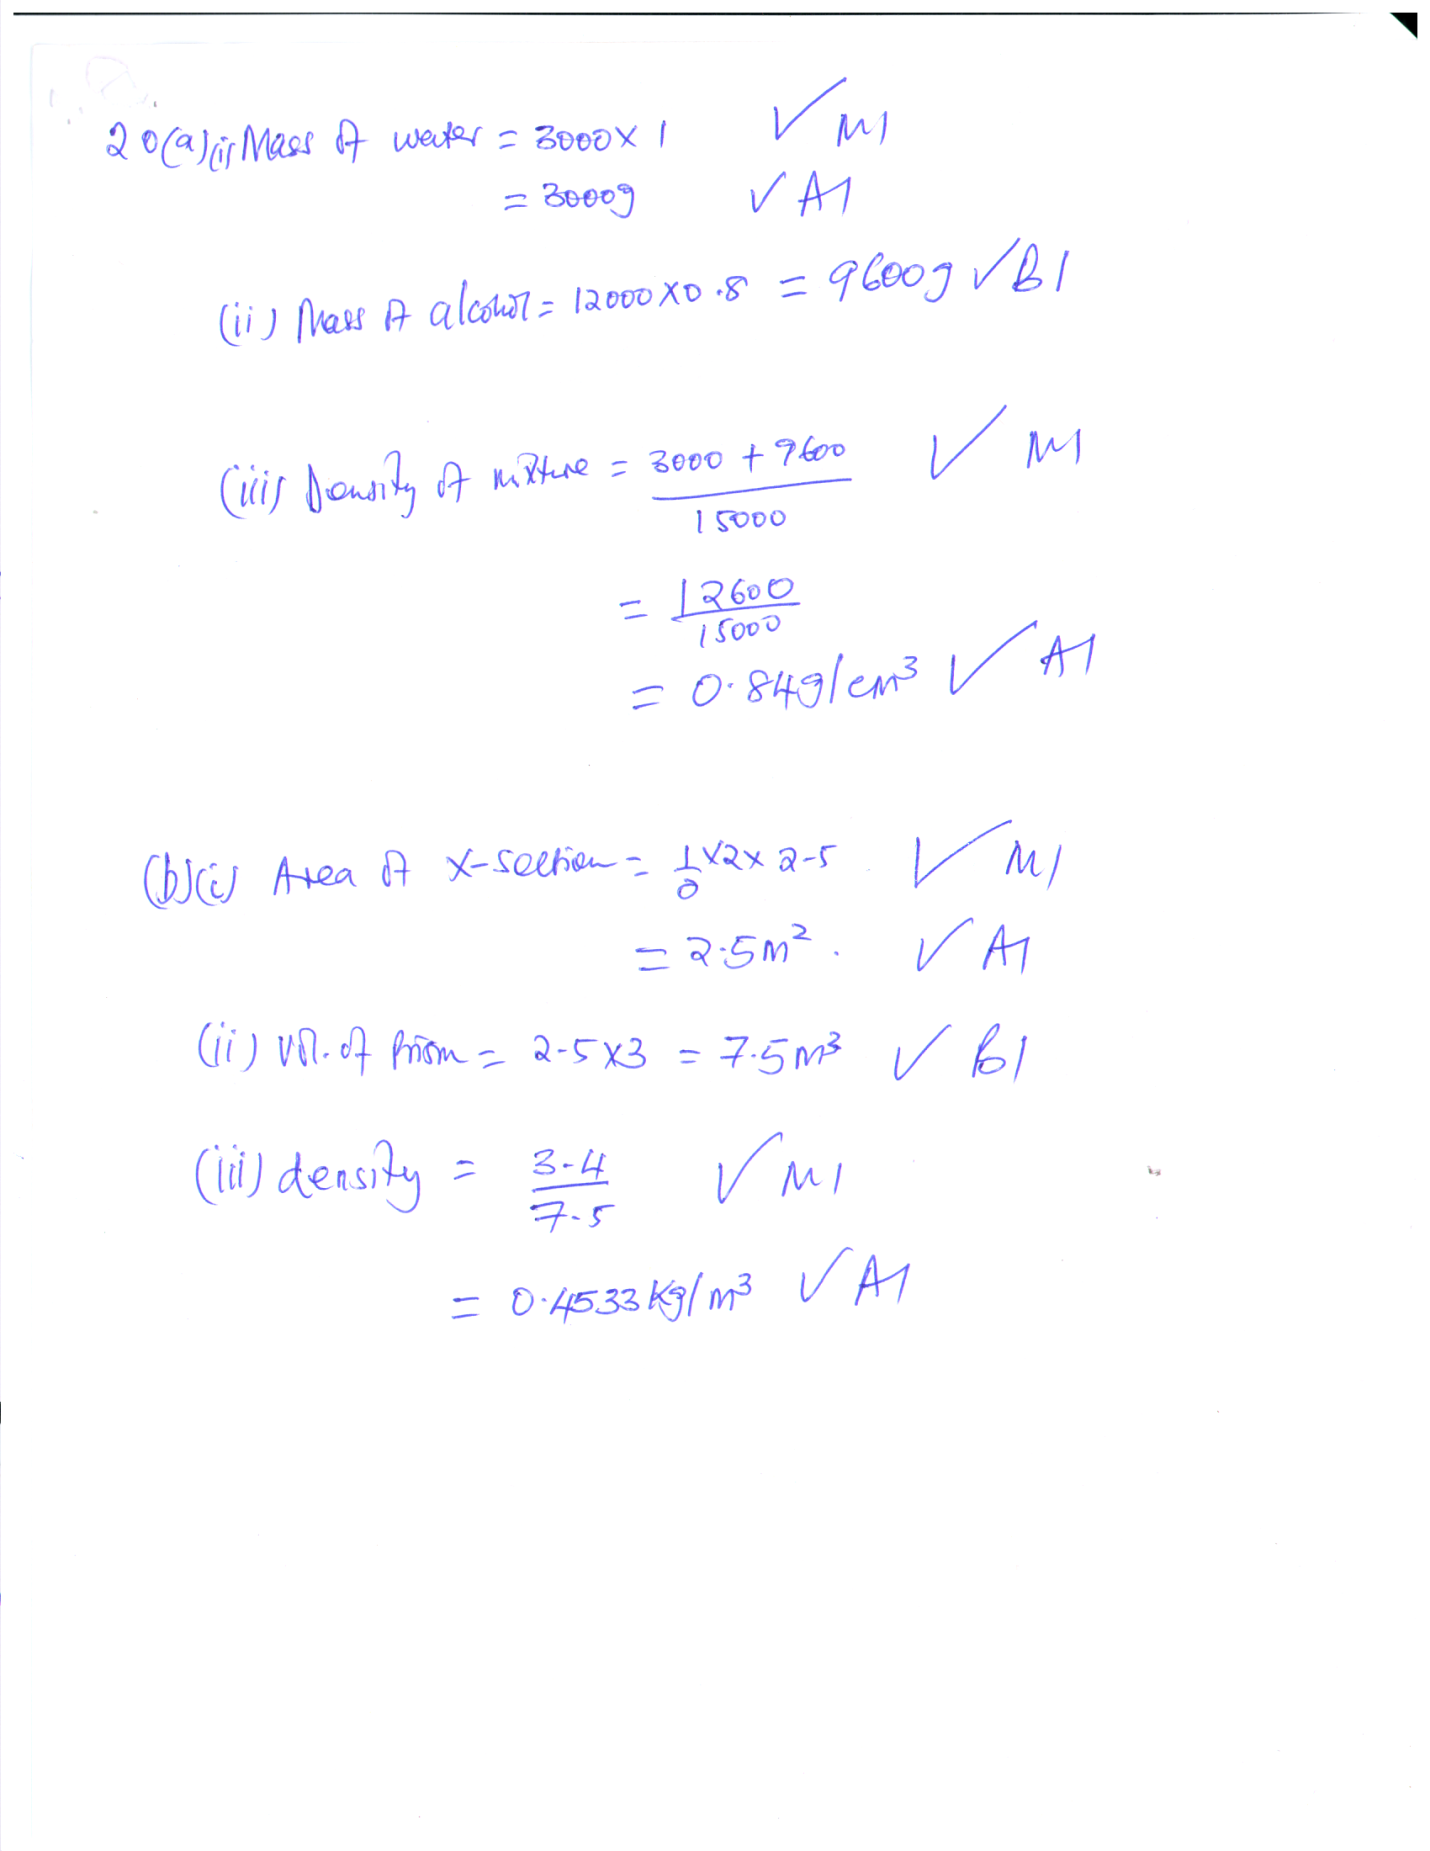 20(a)(i) Mass of water = 3000 x 1 ✓ M1
= 3000g ✓ A1
(ii) Mass of alcohol = 12000 x 0.8 = 9600g ✓ B1
(iii) Density of mixture = 3000 + 9600 ✓ M1
15000
= 12600
15000
= 0.84g/cm³ ✓ A1
(b)(i) Area of x-section = ½ x 2 x 2.5 ✓ M1
= 2.5m². ✓ A1
(ii) Vol. of prism = 2.5 x 3 = 7.5m³ ✓ B1
(iii) density = 3.4 ✓ M1
7.5
= 0.4533 kg/m³ ✓ A1